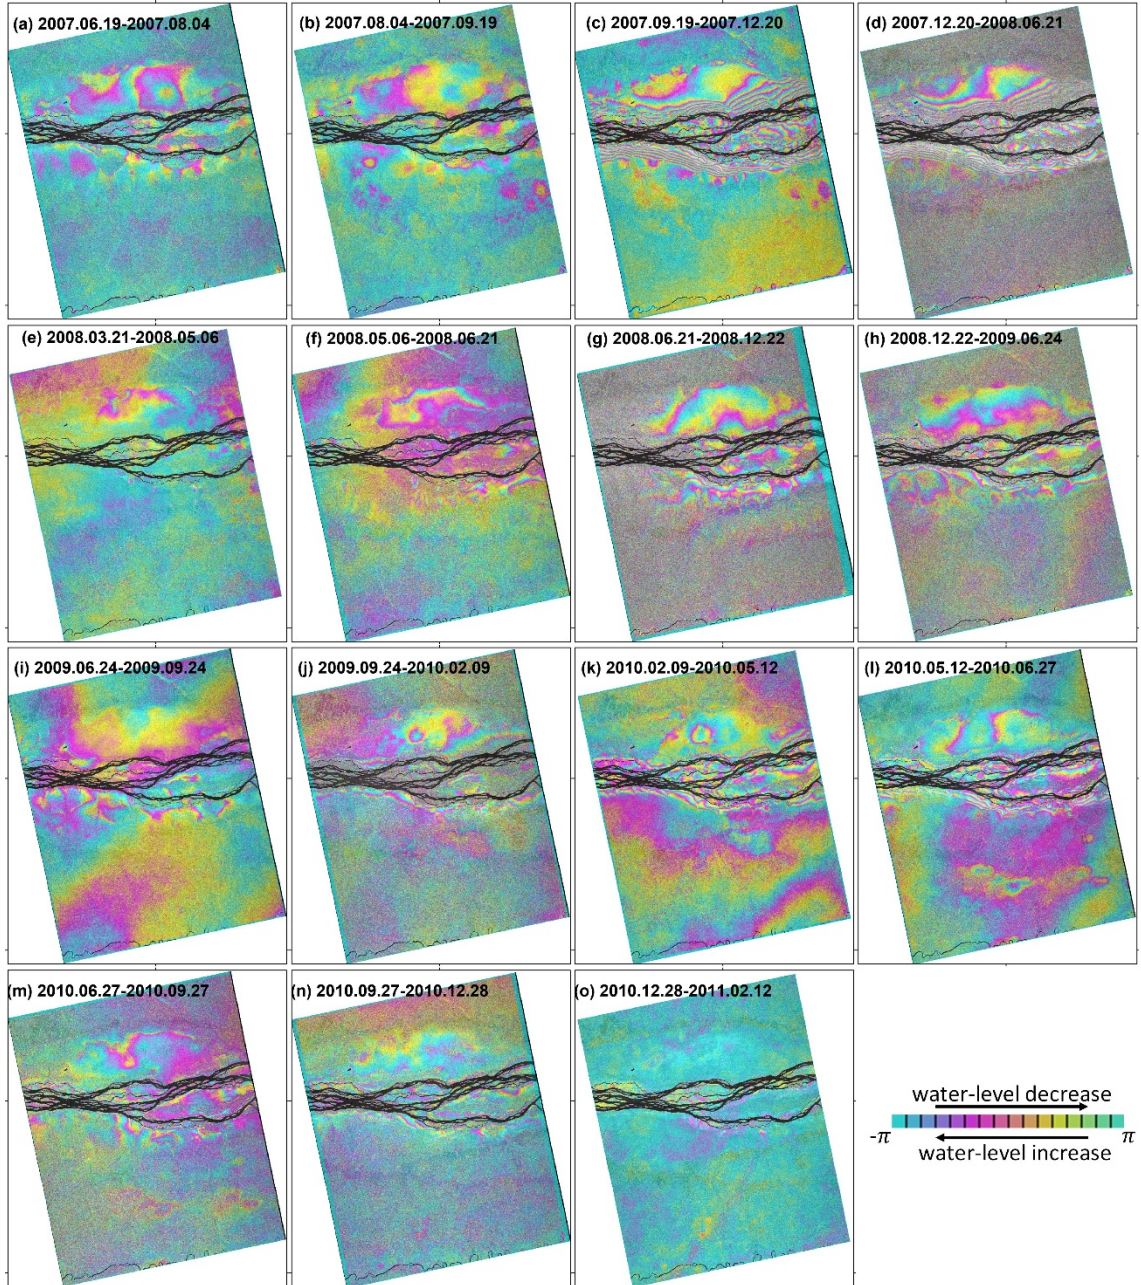 (a) 2007.06.19-2007.08.04
(b) 2007.08.04-2007.09.19
(c) 2007.09.19-2007.12.20
(d) 2007.12.20-2008.06.21
(e) 2008.03.21-2008.05.06
(f) 2008.05.06-2008.06.21
(g) 2008.06.21-2008.12.22
(h) 2008.12.22-2009.06.24
(i) 2009.06.24-2009.09.24
(j) 2009.09.24-2010.02.09
(k) 2010.02.09-2010.05.12
(l) 2010.05.12-2010.06.27
(m) 2010.06.27-2010.09.27
(n) 2010.09.27-2010.12.28
(o) 2010.12.28-2011.02.12
water-level decrease
-π π
water-level increase